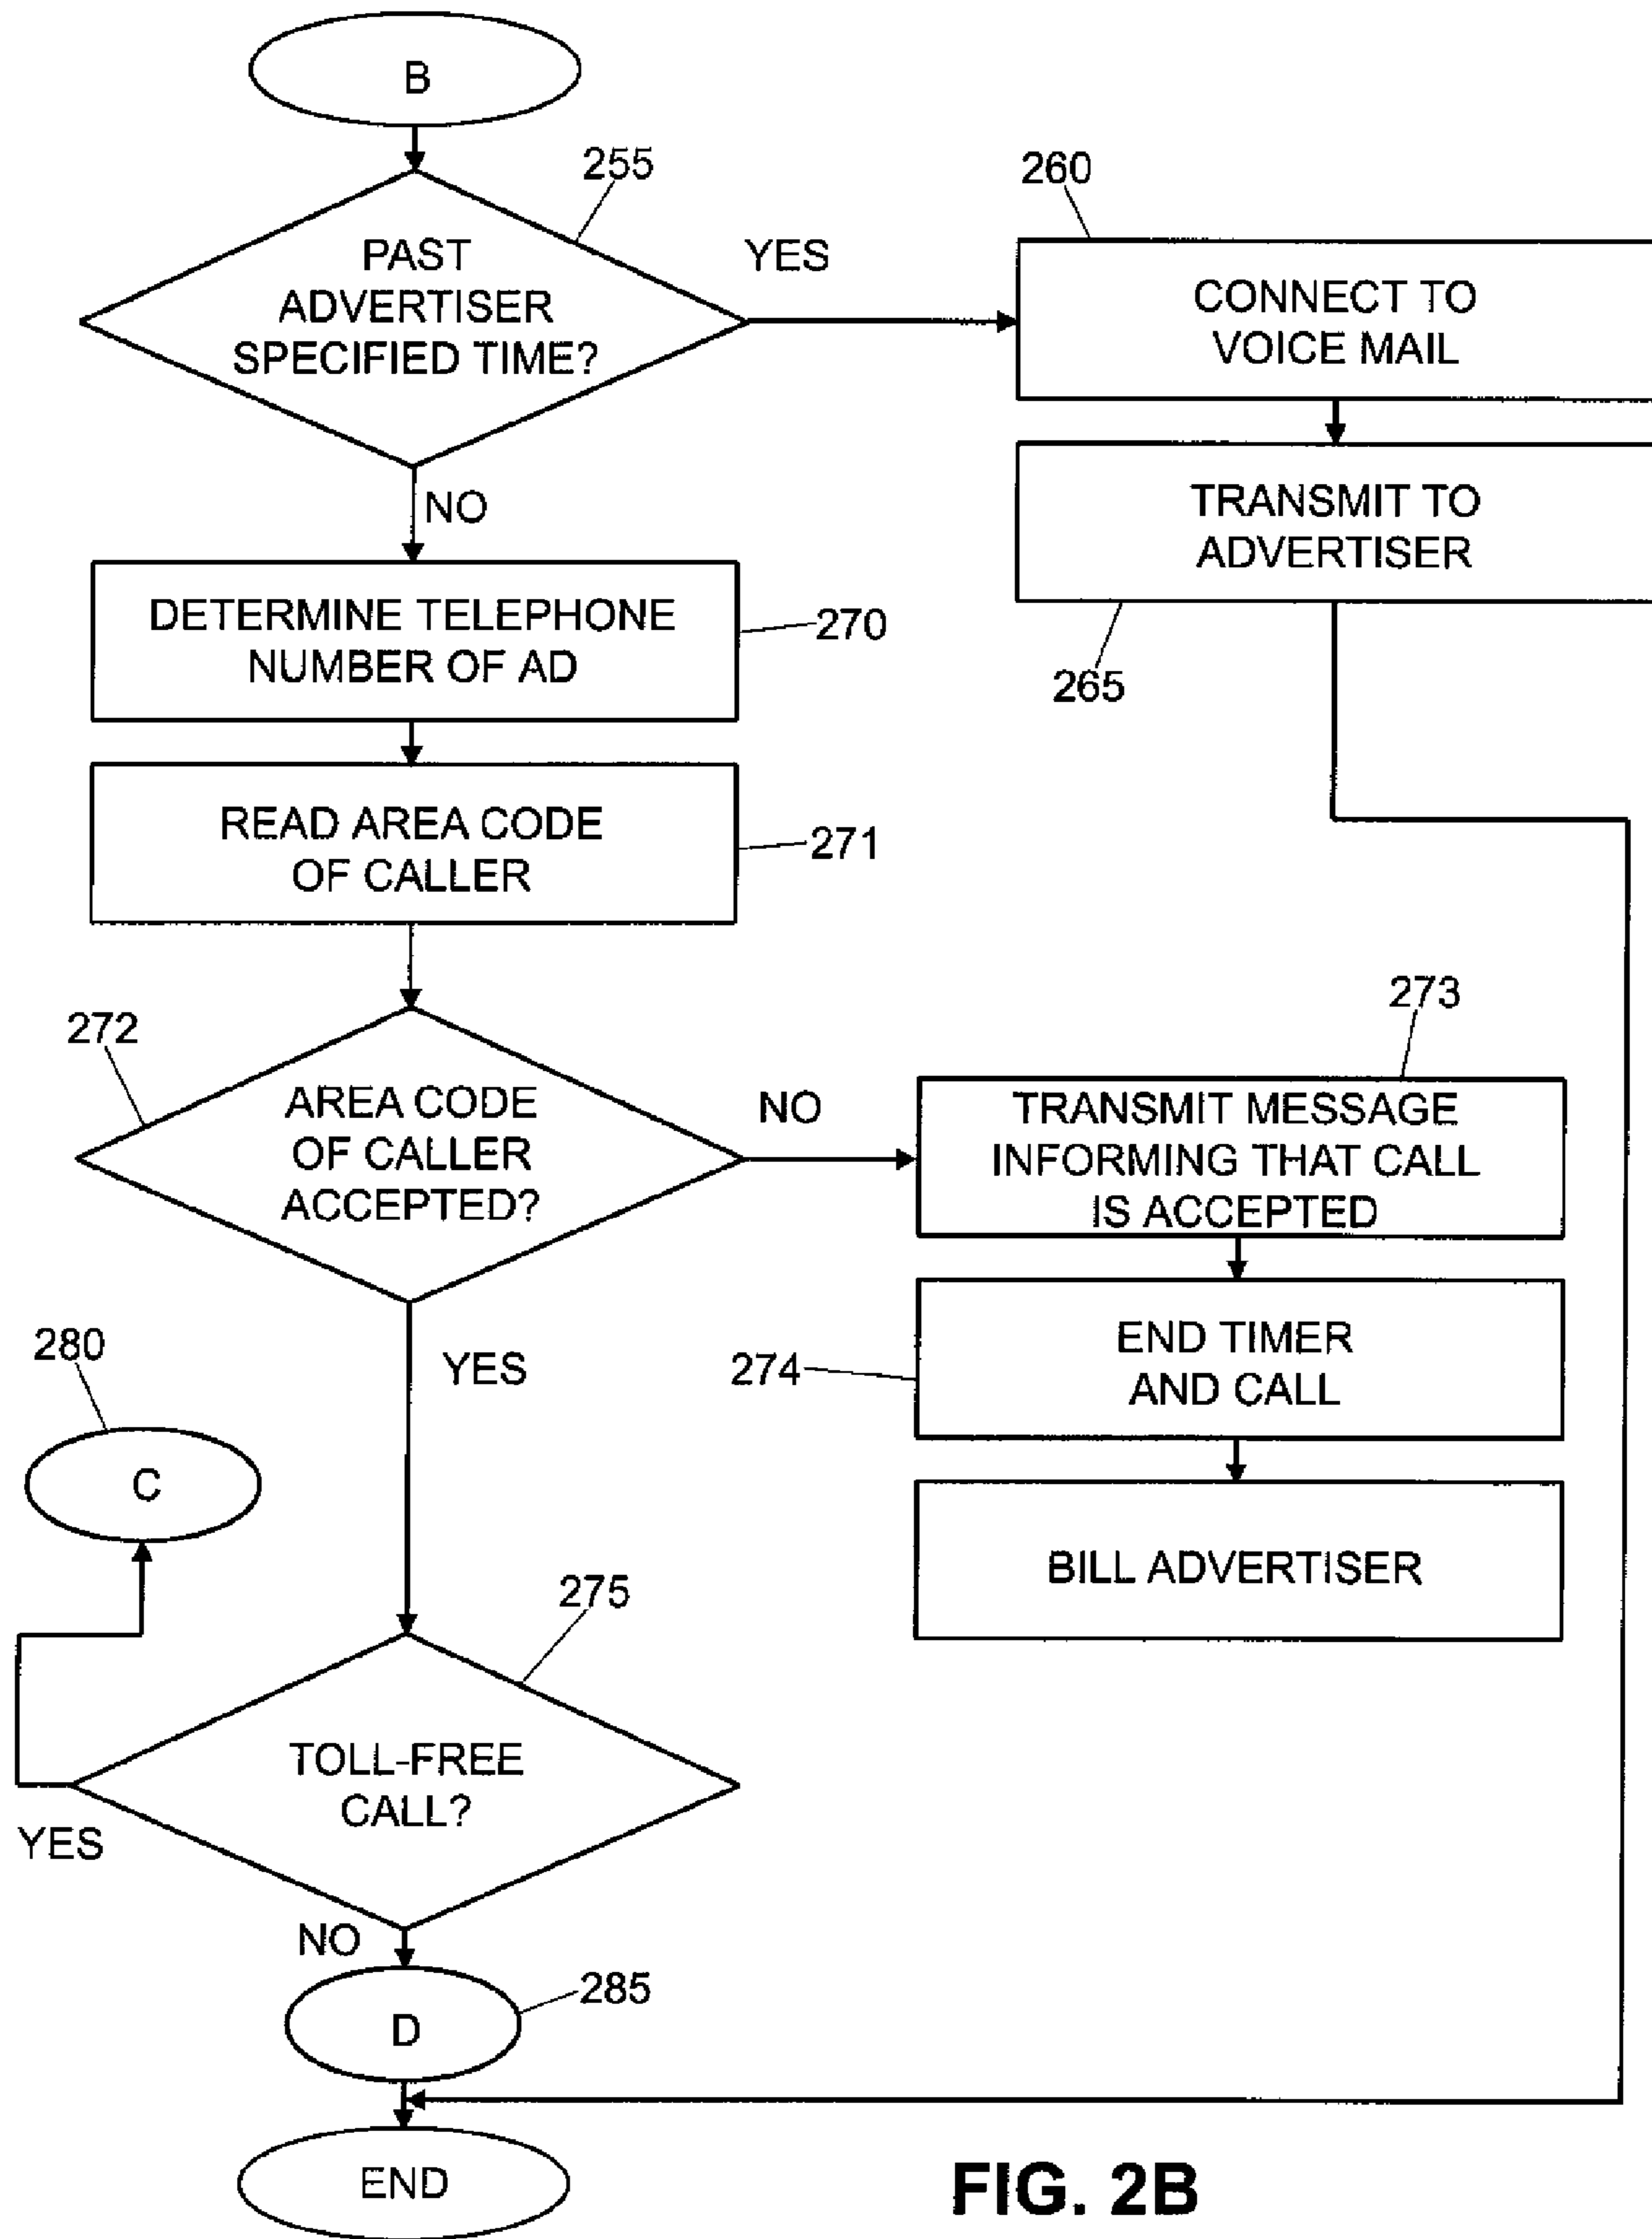 B
255
PAST
ADVERTISER
SPECIFIED TIME?
YES
260
CONNECT TO
VOICE MAIL
TRANSMIT TO
ADVERTISER
265
NO
DETERMINE TELEPHONE
NUMBER OF AD
270
READ AREA CODE
OF CALLER
271
272
AREA CODE
OF CALLER
ACCEPTED?
NO
273
TRANSMIT MESSAGE
INFORMING THAT CALL
IS ACCEPTED
END TIMER
AND CALL
274
BILL ADVERTISER
YES
280
C
275
TOLL-FREE
CALL?
YES
NO
D
285
END
FIG. 2B